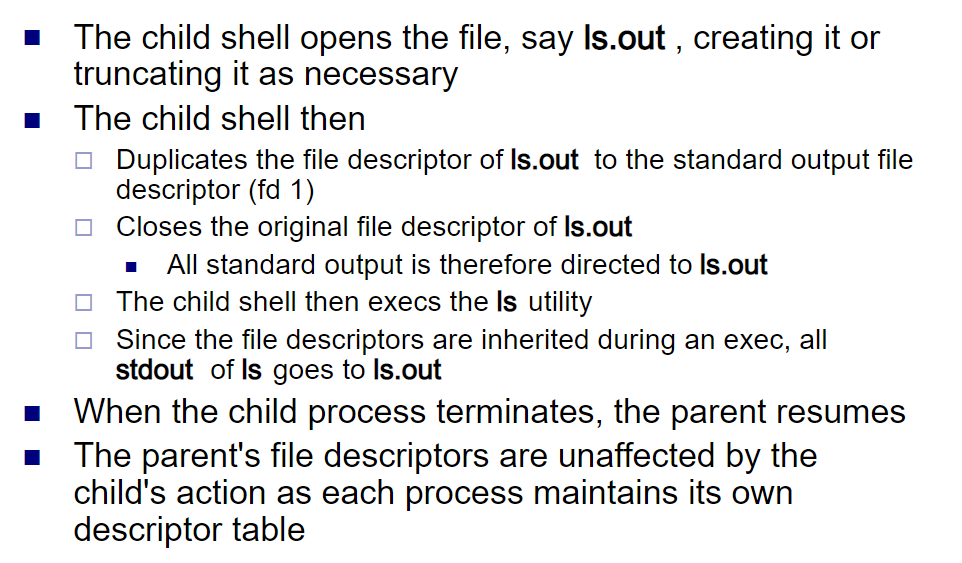 The child shell opens the file, say ls.out , creating it or
truncating it as necessary
The child shell then
Duplicates the file descriptor of ls.out to the standard output file
descriptor (fd 1)
Closes the original file descriptor of ls.out
All standard output is therefore directed to ls.out
The child shell then execs the ls utility
Since the file descriptors are inherited during an exec, all
stdout of ls goes to ls.out
When the child process terminates, the parent resumes
The parent's file descriptors are unaffected by the
child's action as each process maintains its own
descriptor table